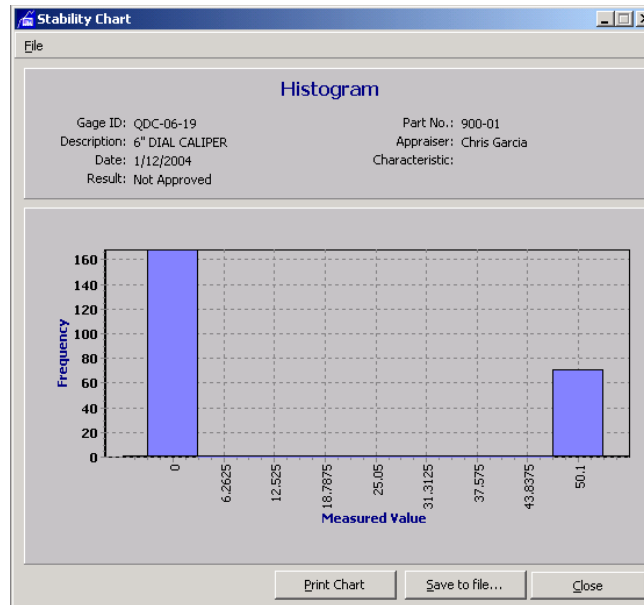 Stability Chart
File
Histogram
Gage ID: QDC-06-19
Part No.: 900-01
Description: 6" DIAL CALIPER
Appraiser: Chris Garcia
Date: 1/12/2004
Characteristic:
Result: Not Approved
160
140
120
100
80
60
40
20
0
Frequency
0
6.2625
12.525
18.7875
25.05
31.3125
37.575
43.8375
50.1
Measured Value
Print Chart
Save to file...
Close